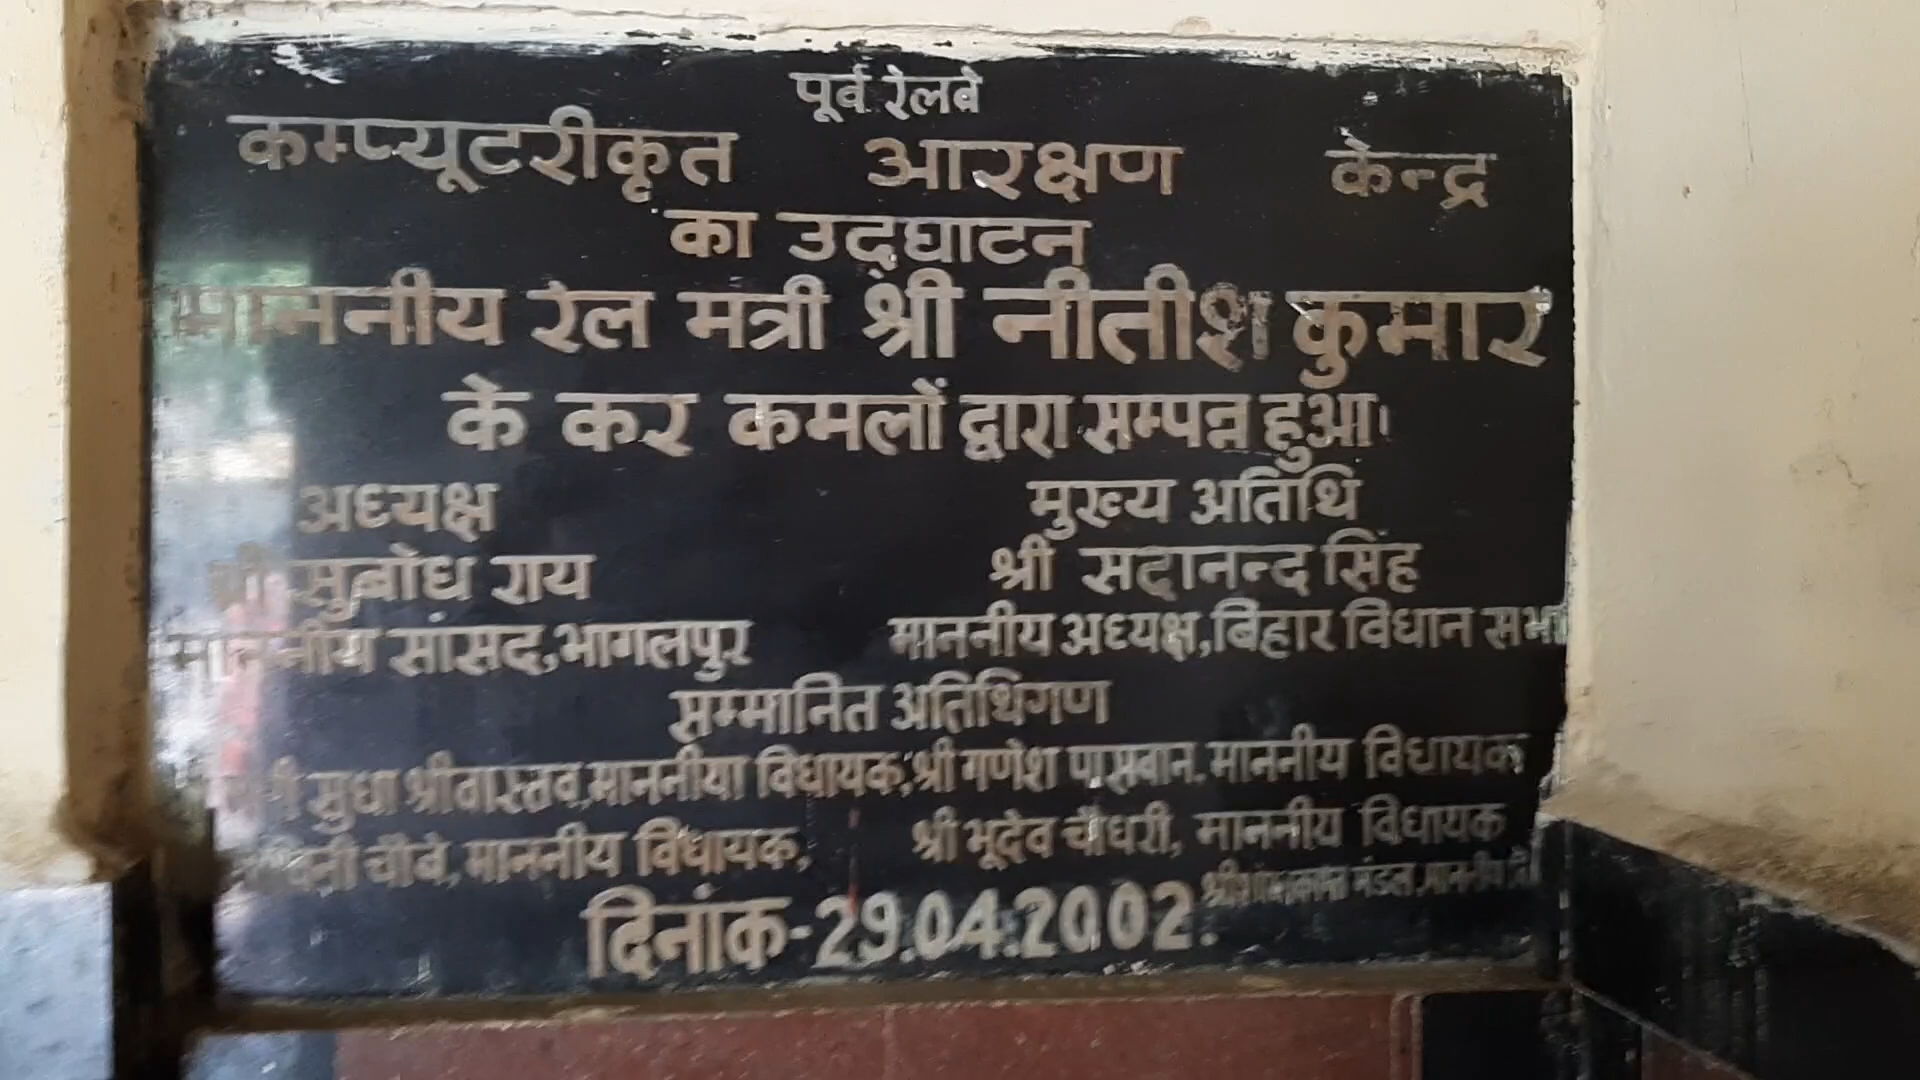 पूर्व रेलवे
कम्प्यूटरीकृत आरक्षण केन्द्र
का उद्घाटन
माननीय रेल मत्री श्री नीतीश कुमार
के कर कमलों द्वारा सम्पन्न हुआ।
अध्यक्ष मुख्य अतिथि
श्री सुबोध राय श्री सदानन्द सिंह
माननीय सांसद,भागलपुर माननीय अध्यक्ष,बिहार विधान सभा
सम्मानित अतिथिगण
सुधा श्रीवास्तव,माननीया विधायक, श्री गणेश पासवान. माननीय विधायक
चौबे, माननीय विधायक, श्री भूदेव चौधरी, माननीय विधायक
मंडल
दिनांक-29.04.2002.